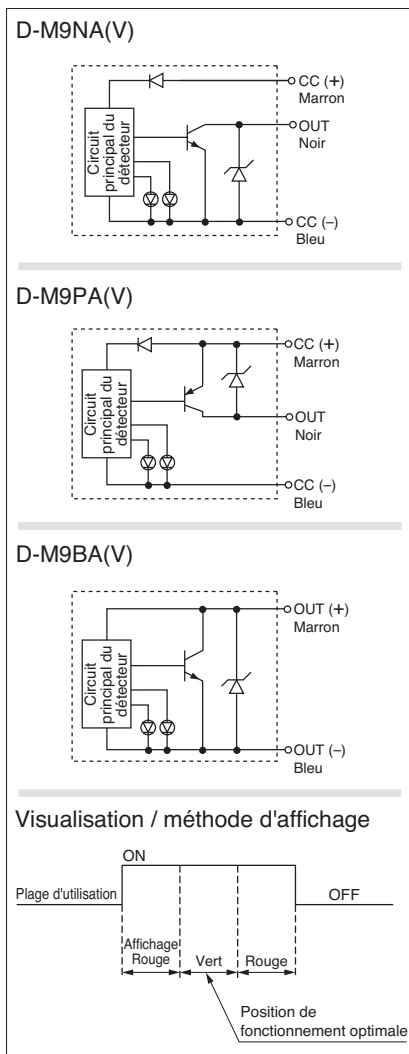 D-M9NA(V)
Circuit
principal du
détecteur
CC (+)
Marron
OUT
Noir
CC (–)
Bleu
D-M9PA(V)
Circuit
principal du
détecteur
CC (+)
Marron
OUT
Noir
CC (–)
Bleu
D-M9BA(V)
Circuit
principal du
détecteur
OUT (+)
Marron
OUT (–)
Bleu
Visualisation / méthode d'affichage
ON
Plage d'utilisation
OFF
Affichage
Rouge
Vert
Rouge
Position de
fonctionnement optimale